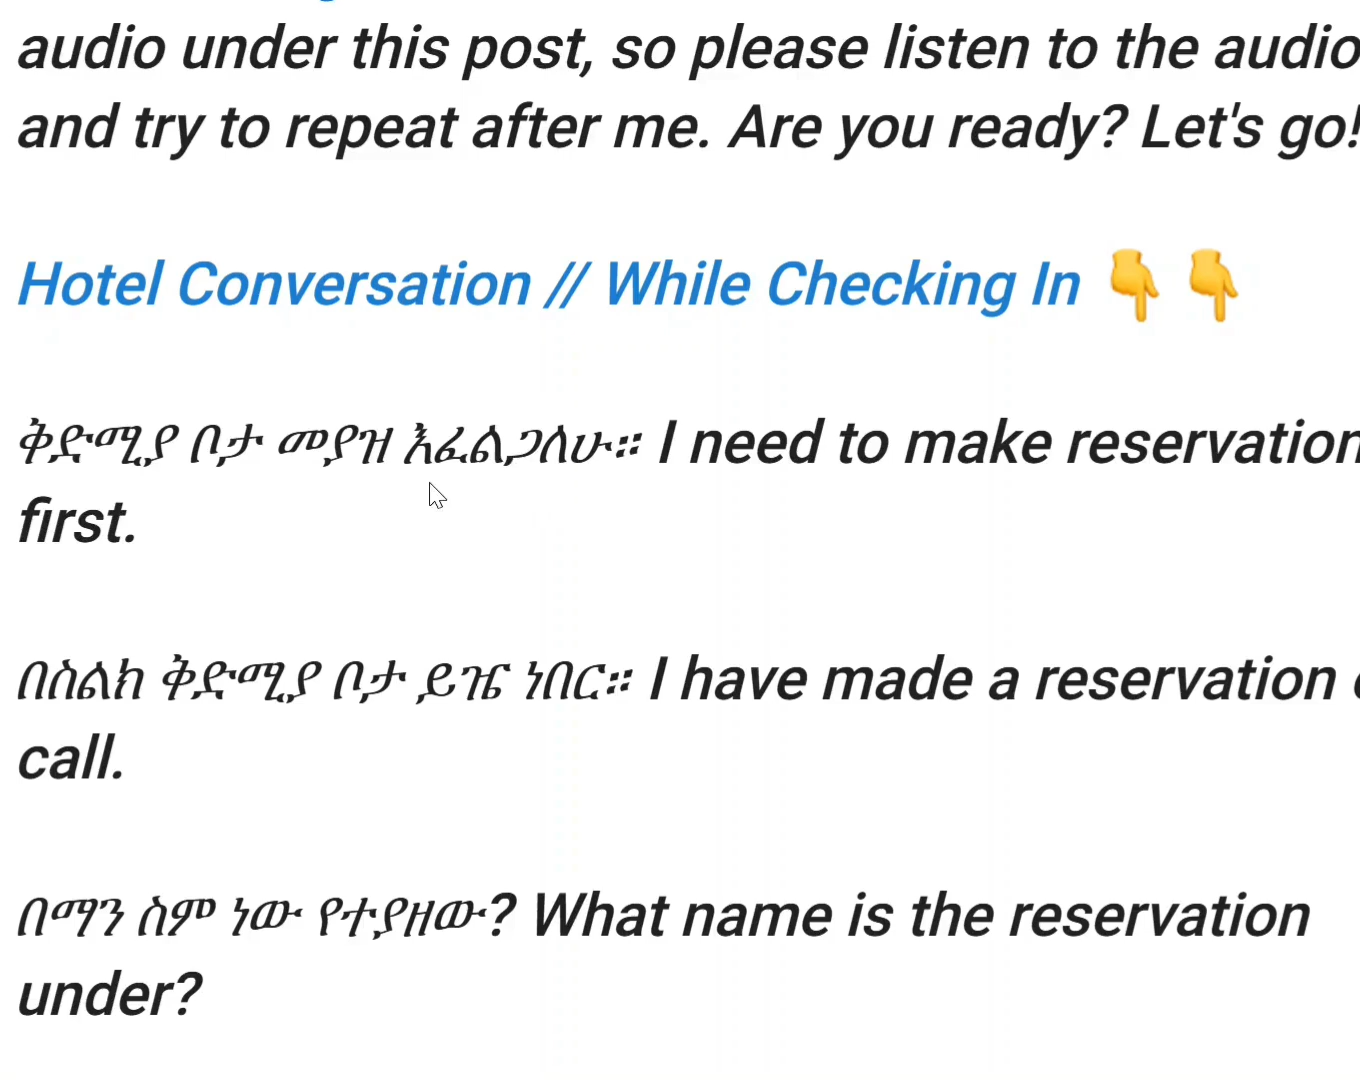 audio under this post, so please listen to the audio
and try to repeat after me. Are you ready? Let's go!
Hotel Conversation // While Checking In 👇 👇
ቅድሚያ ቦታ መያዝ እፈልጋለሁ። I need to make reservation
first.
በስልክ ቅድሚያ ቦታ ይዤ ነበር። I have made a reservation
call.
በማን ስም ነው የተያዘው? What name is the reservation
under?